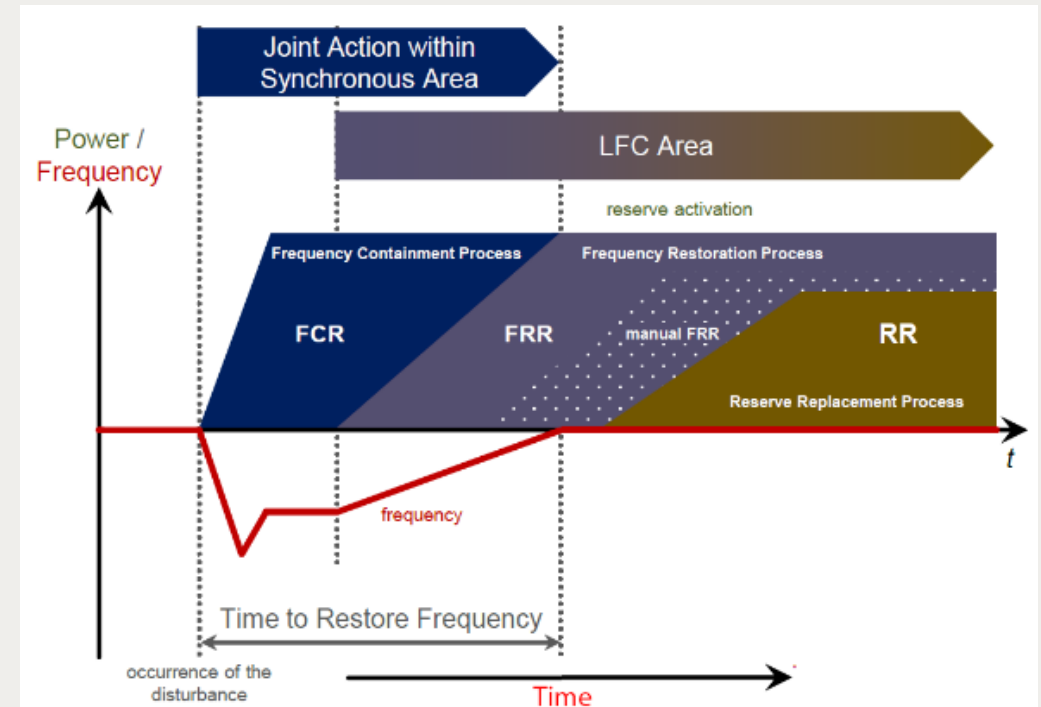 Joint Action within
Synchronous Area
LFC Area
Power /
Frequency
reserve activation
Frequency Containment Process
Frequency Restoration Process
FCR
FRR
manual FRR
RR
Reserve Replacement Process
t
frequency
Time to Restore Frequency
occurrence of the
disturbance
Time